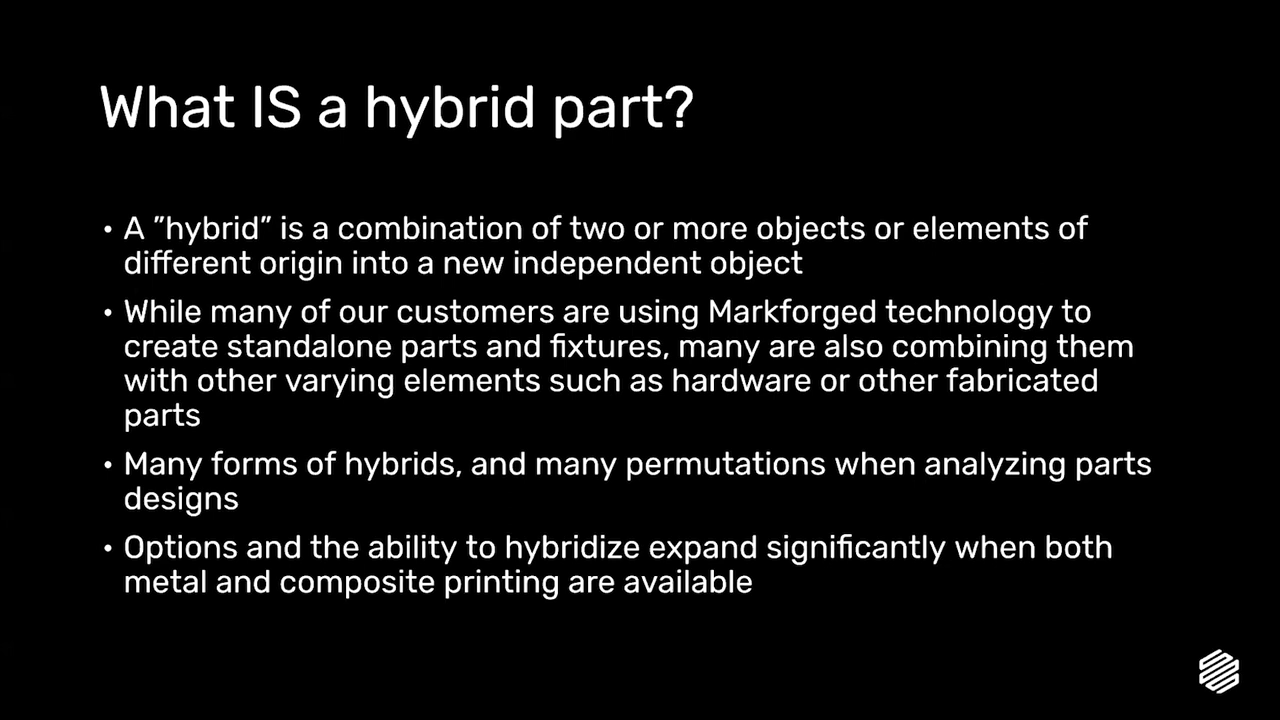 What IS a hybrid part?
• A ”hybrid” is a combination of two or more objects or elements of
different origin into a new independent object
• While many of our customers are using Markforged technology to
create standalone parts and fixtures, many are also combining them
with other varying elements such as hardware or other fabricated
parts
• Many forms of hybrids, and many permutations when analyzing parts
designs
• Options and the ability to hybridize expand significantly when both
metal and composite printing are available